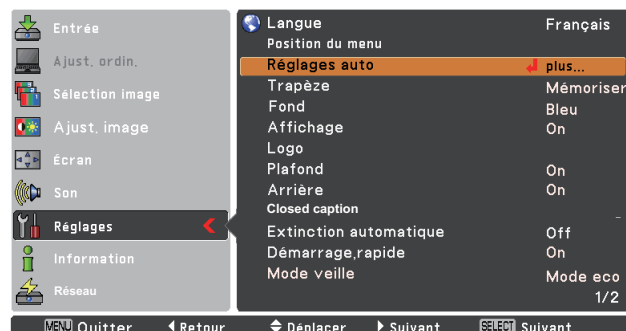 Entrée
Ajust. ordin.
Sélection image
Ajust. image
Écran
Son
Réglages
Information
Réseau
Langue Français
Position du menu
Réglages auto plus...
Trapèze Mémoriser
Fond Bleu
Affichage On
Logo
Plafond On
Arrière On
Closed caption
Extinction automatique Off
Démarrage,rapide On
Mode veille Mode eco
1/2
MENU Quitter Retour Déplacer Suivant SELECT Suivant